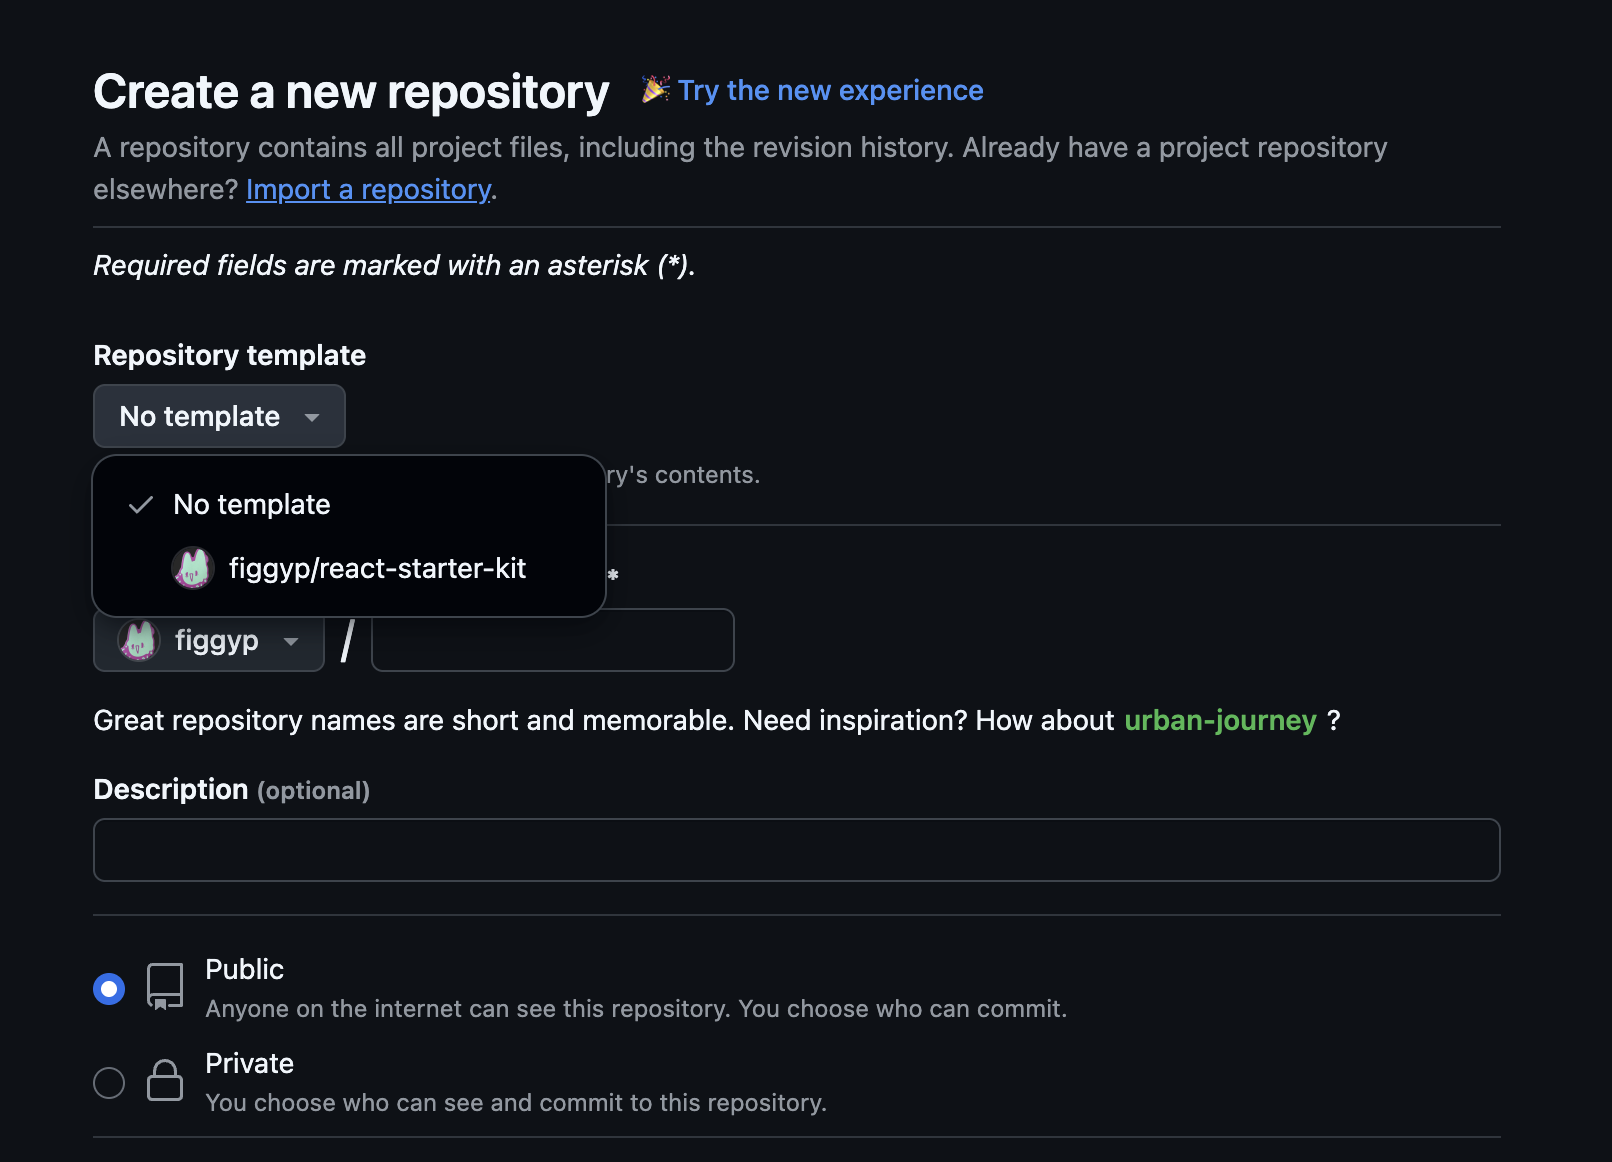 Create a new repository 🎉 Try the new experience
A repository contains all project files, including the revision history. Already have a project repository
elsewhere? Import a repository.
Required fields are marked with an asterisk (*).
Repository template
No template
No template
ry's contents.
figgyp/react-starter-kit
*
figgyp /
Great repository names are short and memorable. Need inspiration? How about urban-journey ?
Description (optional)
Public
Anyone on the internet can see this repository. You choose who can commit.
Private
You choose who can see and commit to this repository.